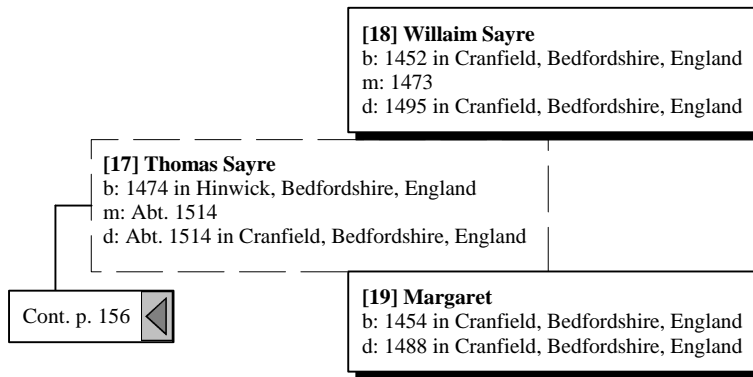 [18] Willaim Sayre
b: 1452 in Cranfield, Bedfordshire, England
m: 1473
d: 1495 in Cranfield, Bedfordshire, England
[17] Thomas Sayre
b: 1474 in Hinwick, Bedfordshire, England
m: Abt. 1514
d: Abt. 1514 in Cranfield, Bedfordshire, England
Cont. p. 156
[19] Margaret
b: 1454 in Cranfield, Bedfordshire, England
d: 1488 in Cranfield, Bedfordshire, England